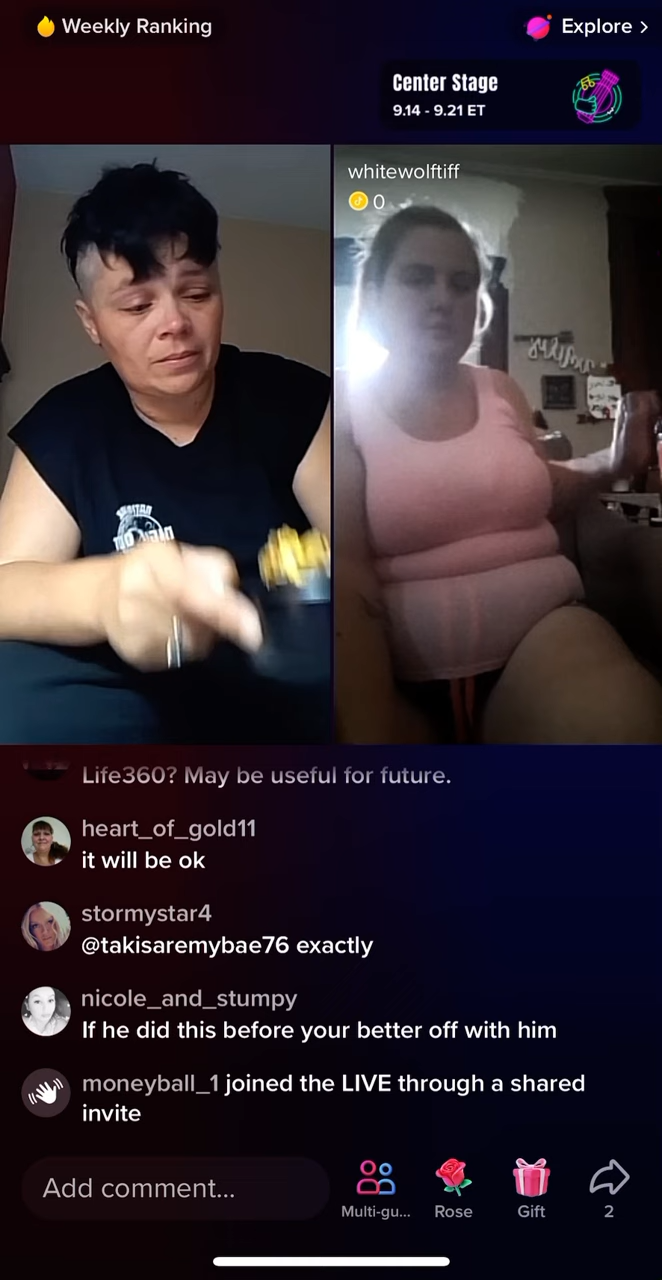 Weekly Ranking
Explore >
Center Stage
9.14 - 9.21 ET
whitewolftiff
0
Life360? May be useful for future.
heart_of_gold11
it will be ok
stormystar4
@takisaremybae76 exactly
nicole_and_stumpy
If he did this before your better off with him
moneyball_1 joined the LIVE through a shared
invite
Add comment...
Multi-gu...
Rose
Gift
2